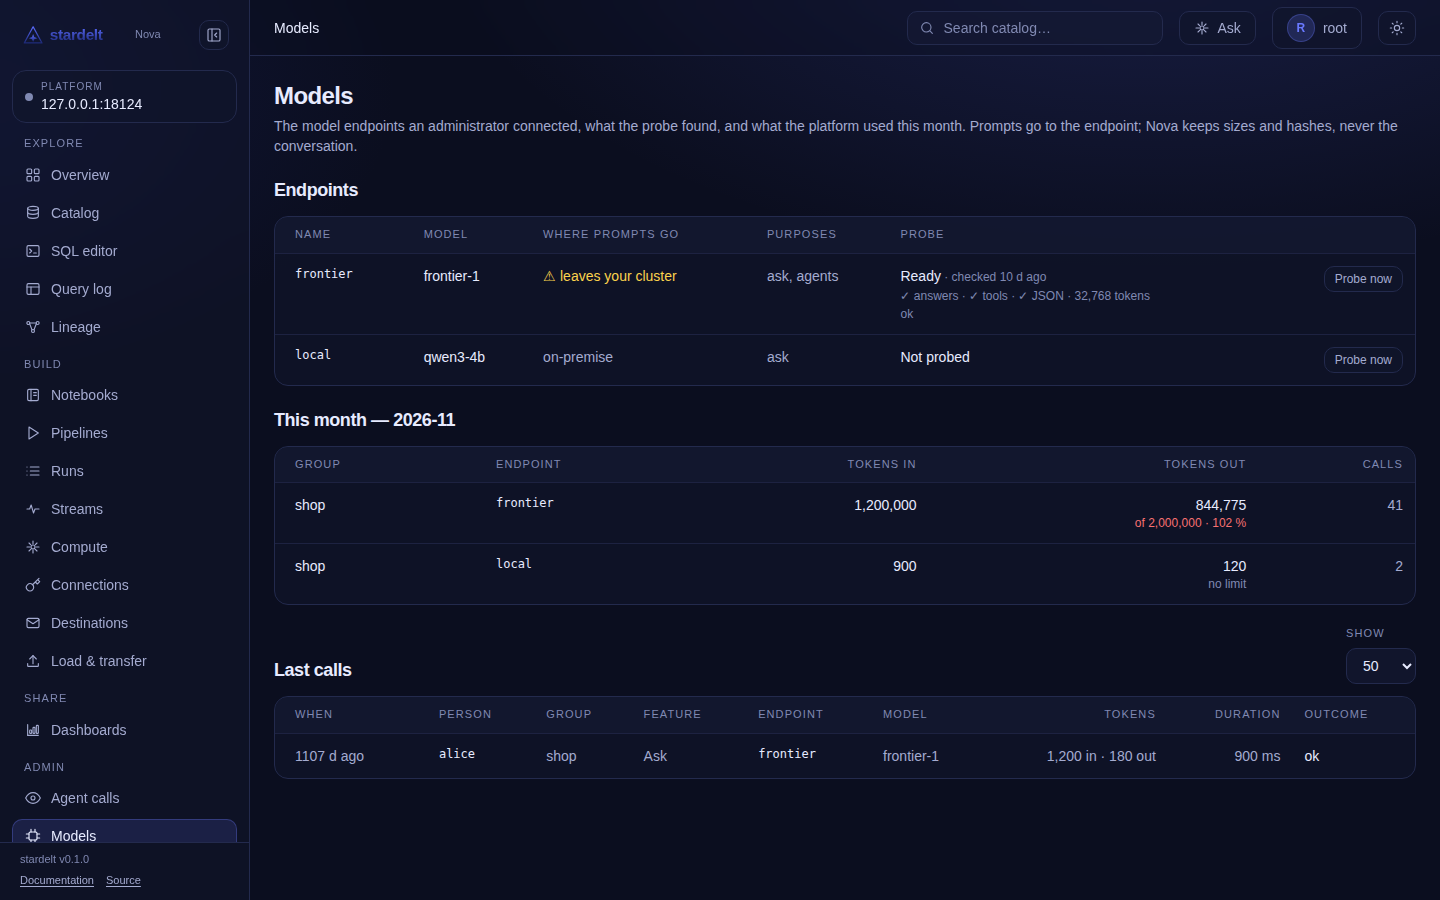 stardelt
Nova
PLATFORM
127.0.0.1:18124
EXPLORE
Overview
Catalog
SQL editor
Query log
Lineage
BUILD
Notebooks
Pipelines
Runs
Streams
Compute
Connections
Destinations
Load & transfer
SHARE
Dashboards
ADMIN
Agent calls
Models
stardelt v0.1.0
Documentation Source
Models
Search catalog…
Ask
R root
Models
The model endpoints an administrator connected, what the probe found, and what the platform used this month. Prompts go to the endpoint; Nova keeps sizes and hashes, never the
conversation.
Endpoints
NAME MODEL WHERE PROMPTS GO PURPOSES PROBE
frontier frontier-1 ⚠ leaves your cluster ask, agents Ready · checked 10 d ago Probe now
✓ answers · ✓ tools · ✓ JSON · 32,768 tokens
ok
local qwen3-4b on-premise ask Not probed Probe now
This month — 2026-11
GROUP ENDPOINT TOKENS IN TOKENS OUT CALLS
shop frontier 1,200,000 844,775 41
of 2,000,000 · 102 %
shop local 900 120 2
no limit
SHOW
Last calls 50
WHEN PERSON GROUP FEATURE ENDPOINT MODEL TOKENS DURATION OUTCOME
1107 d ago alice shop Ask frontier frontier-1 1,200 in · 180 out 900 ms ok